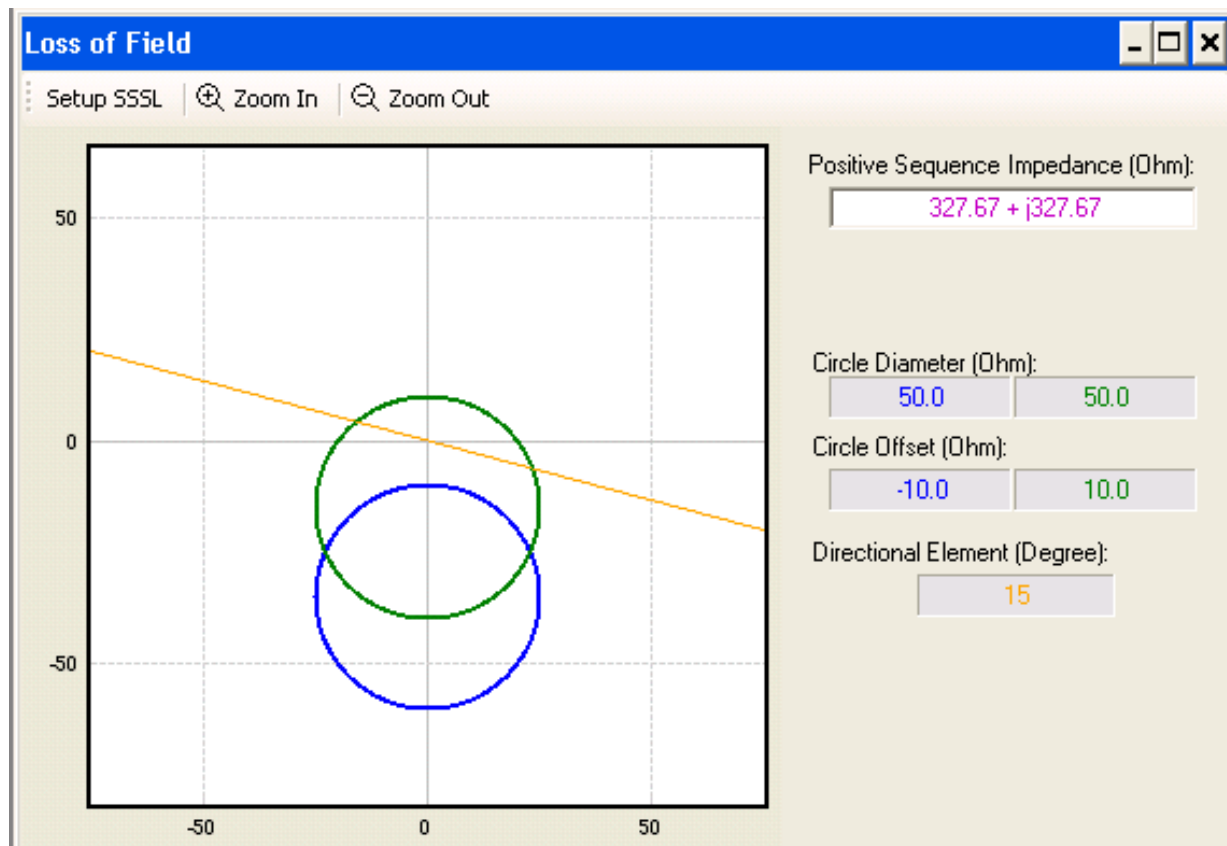 Loss of Field
Setup SSSL Zoom In Zoom Out
Positive Sequence Impedance (Ohm):
327.67 + j327.67
50
0
-50
-50 0 50
Circle Diameter (Ohm):
50.0 50.0
Circle Offset (Ohm):
-10.0 10.0
Directional Element (Degree):
15